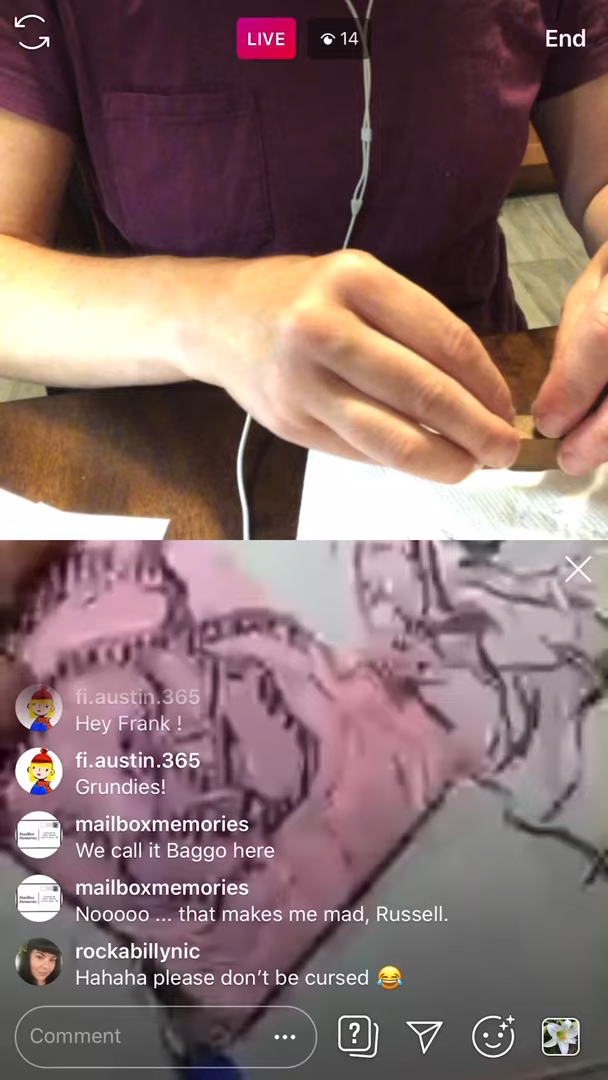 LIVE
14
End
fi.austin.365
Hey Frank !
fi.austin.365
Grundies!
mailboxmemories
We call it Baggo here
mailboxmemories
Nooooo ... that makes me mad, Russell.
rockabillynic
Hahaha please don’t be cursed 😂
Comment